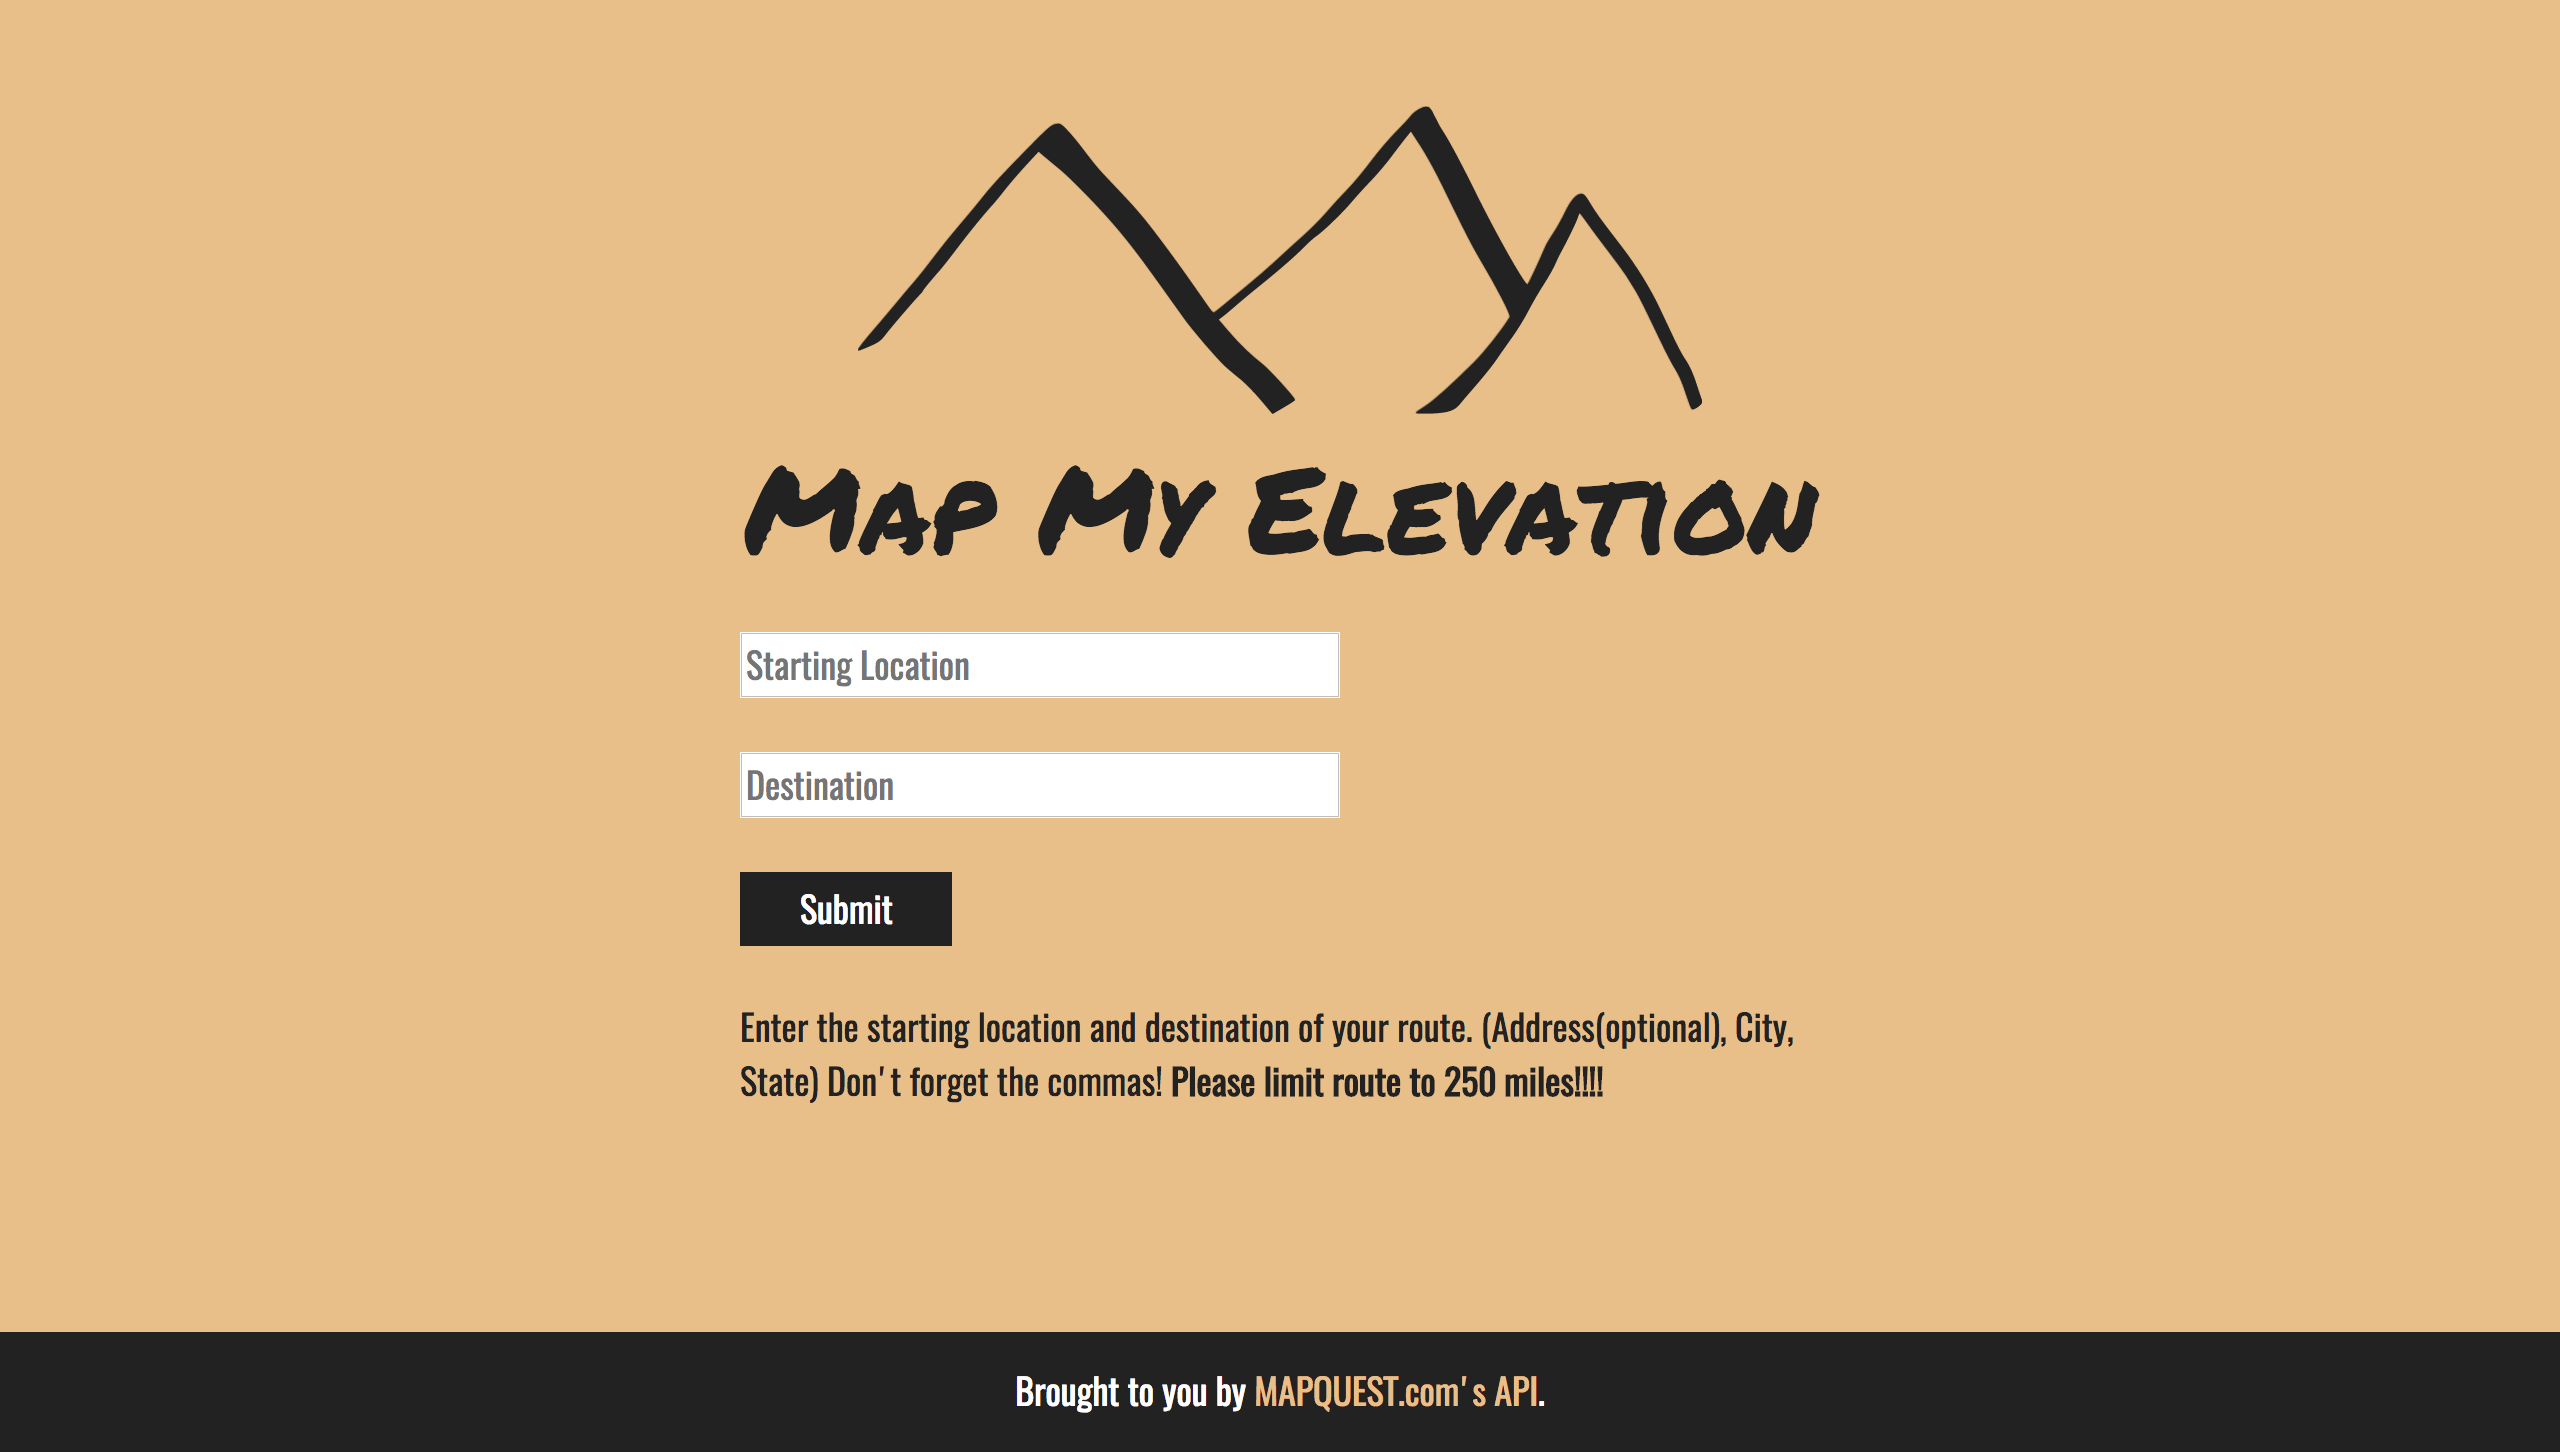 Map My Elevation
Starting Location
Destination
Submit
Enter the starting location and destination of your route. (Address(optional), City,
State) Don't forget the commas! Please limit route to 250 miles!!!!
Brought to you by MAPQUEST.com's API.